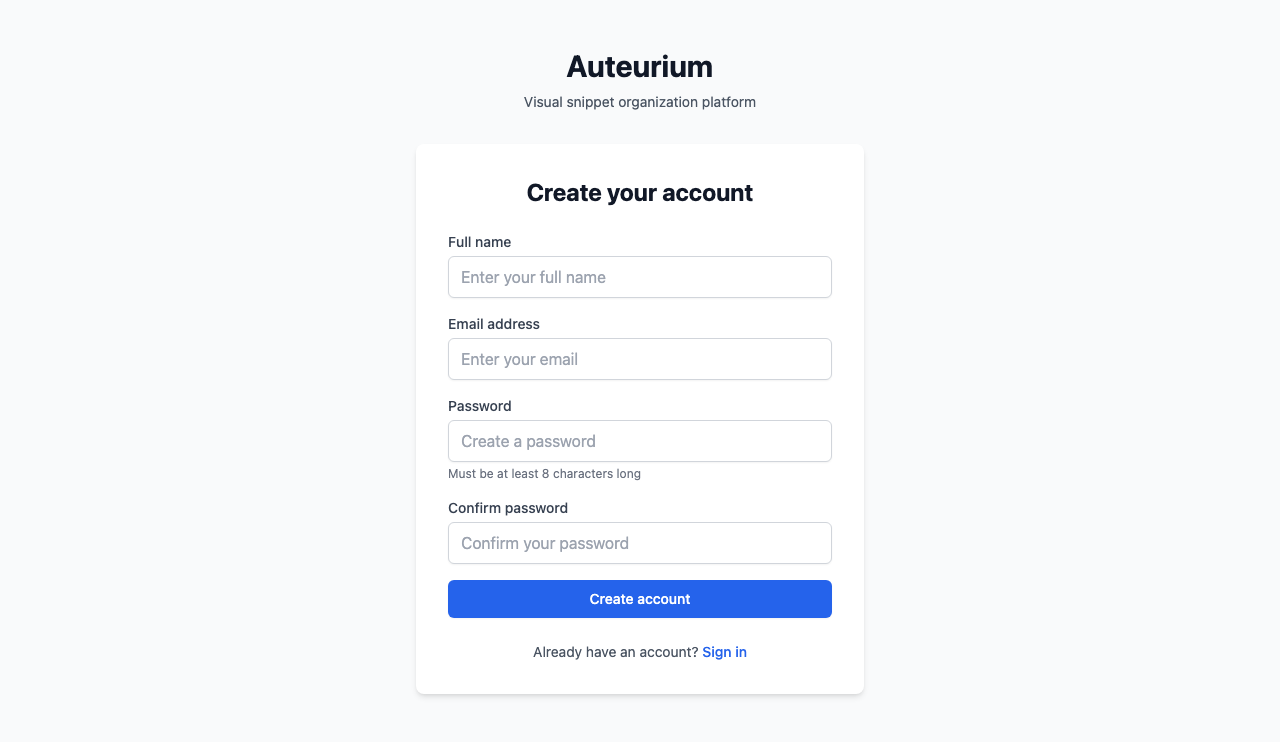 Auteurium
Visual snippet organization platform
Create your account
Full name
Enter your full name
Email address
Enter your email
Password
Create a password
Must be at least 8 characters long
Confirm password
Confirm your password
Create account
Already have an account? Sign in